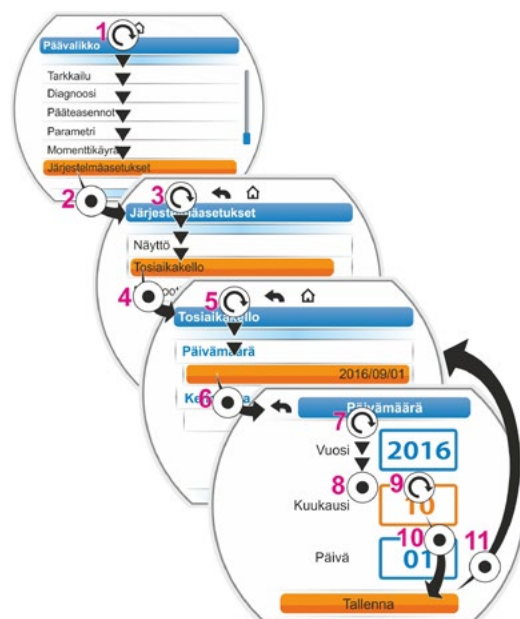 1
Päävalikko
Tarkkailu
Diagnoosi
Pääteasennot
Parametri
Momenttikäyrä
Järjestelmäasetukset
2
3
Järjestelmäasetukset
Näyttö
Tosiaikakello
4
5
Tosiaikakello
Päivämäärä
2016/09/01
6
7
Päivämäärä
Vuosi
2016
8
9
Kuukausi
10
10
11
Päivä
01
Tallenna